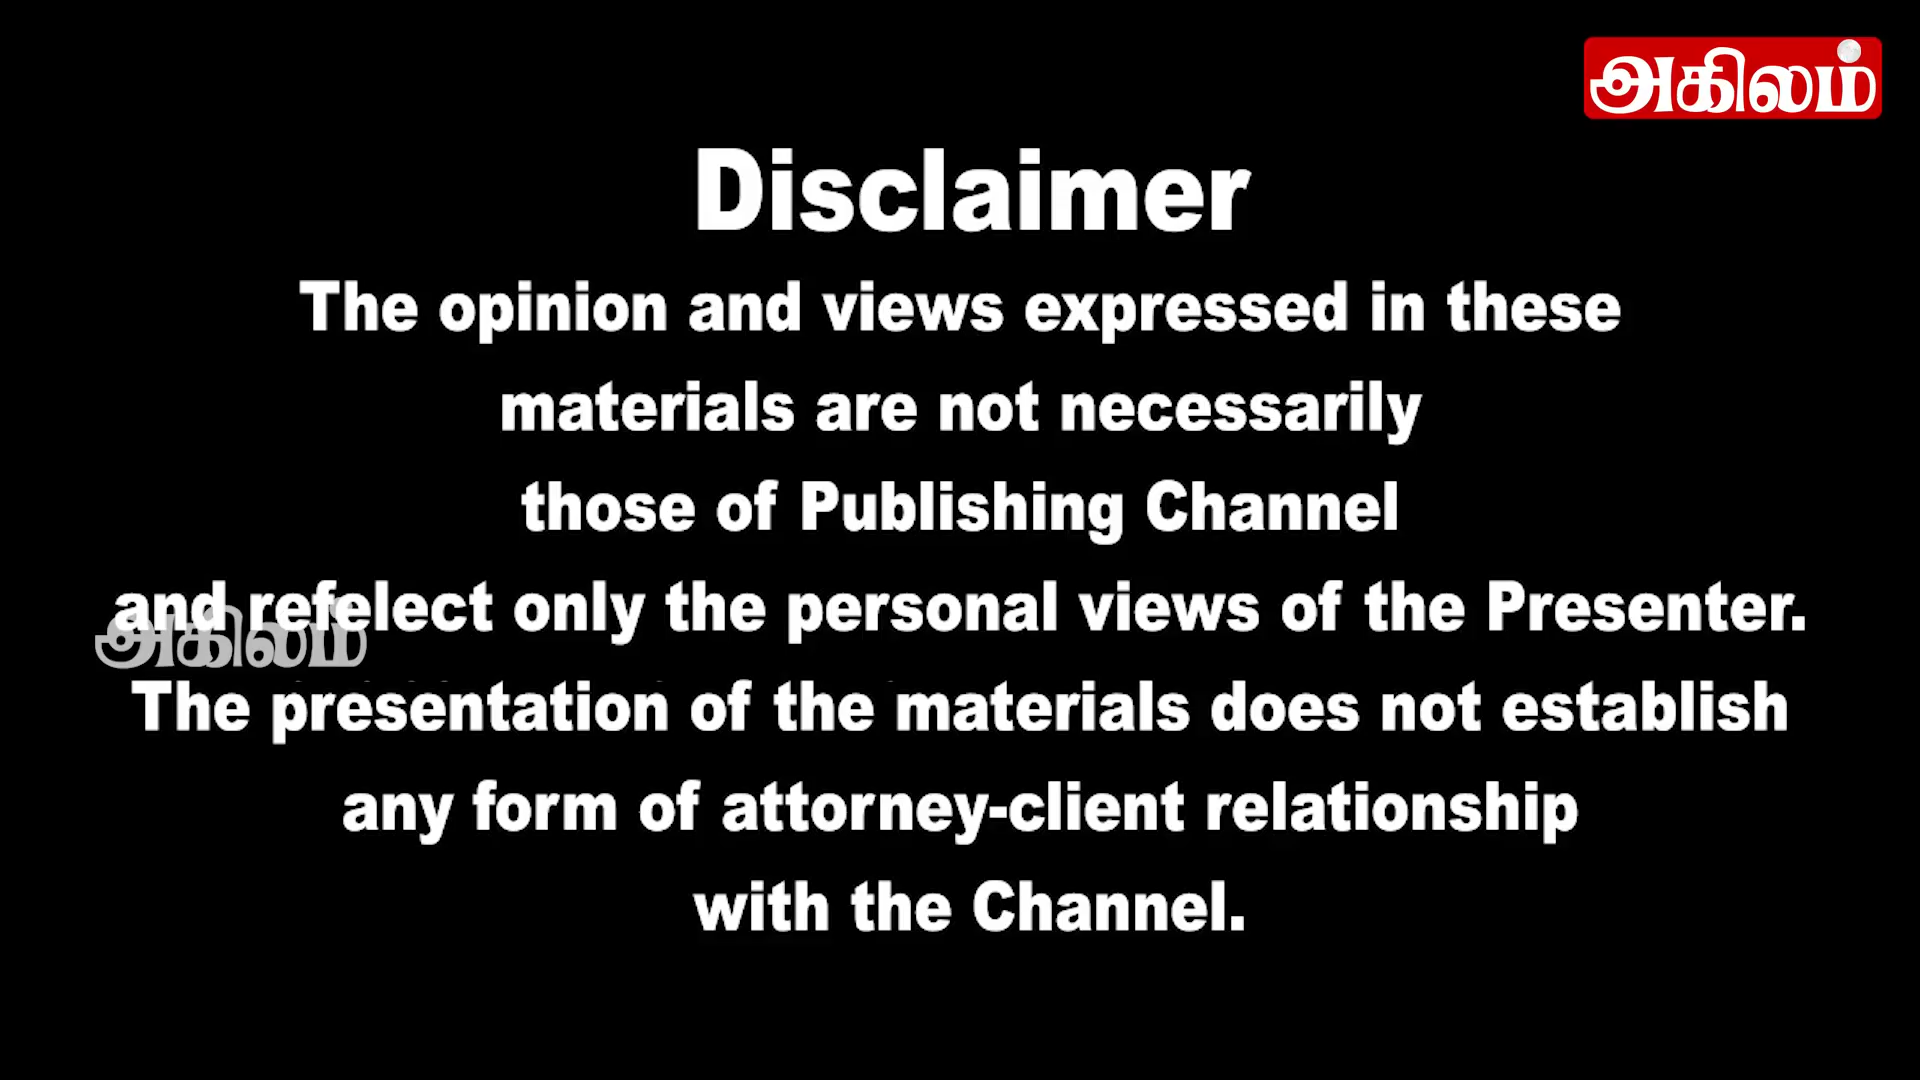 அகிலம்
Disclaimer
The opinion and views expressed in these
materials are not necessarily
those of Publishing Channel
and refelect only the personal views of the Presenter.
அகிலம்
The presentation of the materials does not establish
any form of attorney-client relationship
with the Channel.